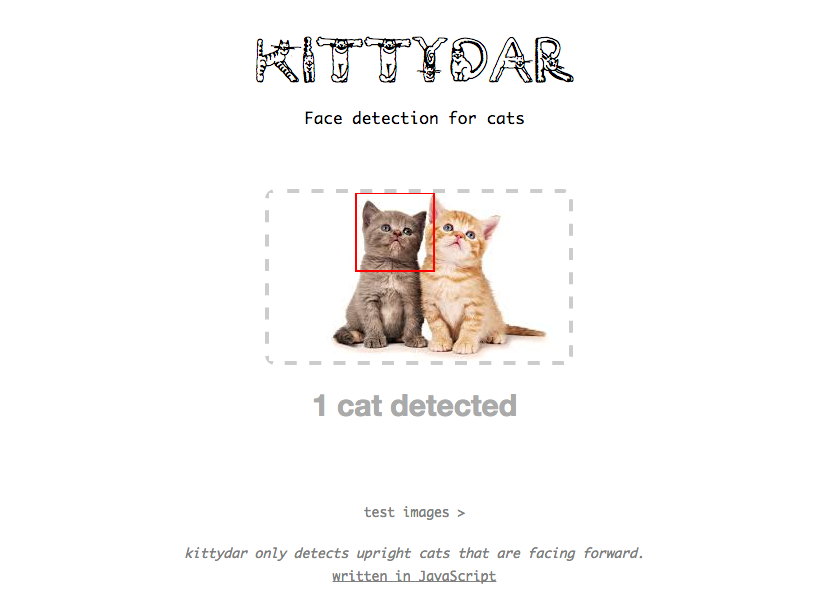 KITTYDAR
Face detection for cats
1 cat detected
test images >
kittydar only detects upright cats that are facing forward.
written in JavaScript